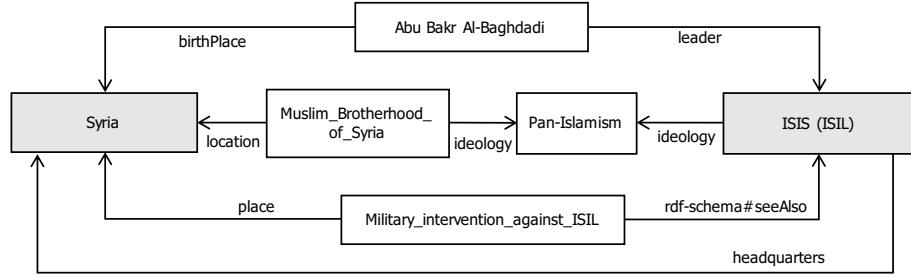 Abu Bakr Al-Baghdadi
birthPlace
leader
Syria
Muslim_Brotherhood_
of_Syria
Pan-Islamism
ISIS (ISIL)
location
ideology
ideology
place
Military_intervention_against_ISIL
rdf-schema#seeAlso
headquarters